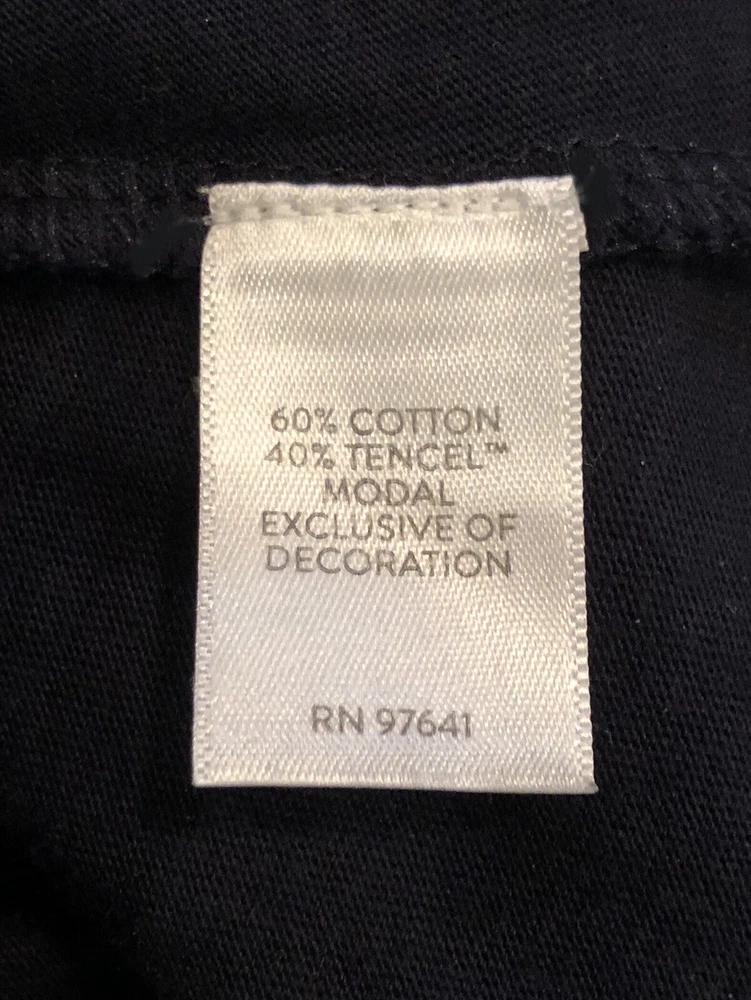 60% COTTON
40% TENCEL™
MODAL
EXCLUSIVE OF
DECORATION
RN 97641